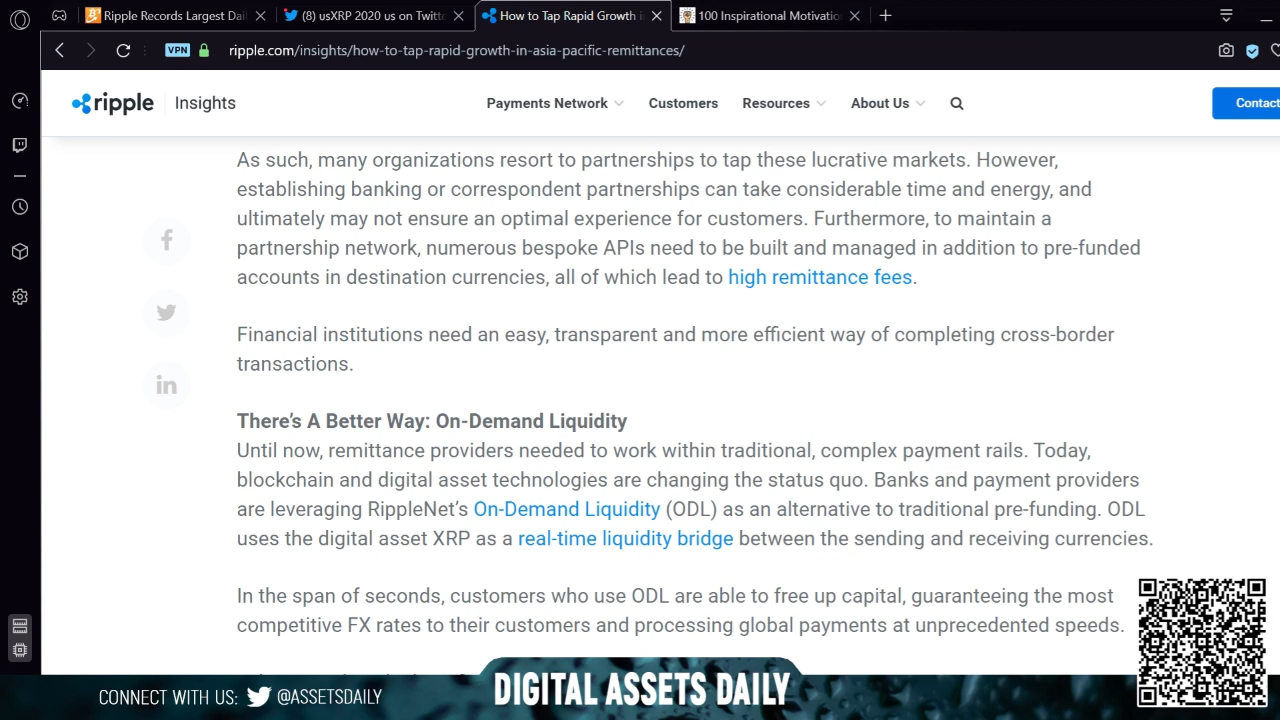 Ripple Records Largest Dail
(8) usXRP 2020 us on Twitte
How to Tap Rapid Growth i
100 Inspirational Motivatio
VPN
ripple.com/insights/how-to-tap-rapid-growth-in-asia-pacific-remittances/
ripple Insights Payments Network Customers Resources About Us Contact
As such, many organizations resort to partnerships to tap these lucrative markets. However,
establishing banking or correspondent partnerships can take considerable time and energy, and
ultimately may not ensure an optimal experience for customers. Furthermore, to maintain a
partnership network, numerous bespoke APIs need to be built and managed in addition to pre-funded
accounts in destination currencies, all of which lead to high remittance fees.
Financial institutions need an easy, transparent and more efficient way of completing cross-border
transactions.
There's A Better Way: On-Demand Liquidity
Until now, remittance providers needed to work within traditional, complex payment rails. Today,
blockchain and digital asset technologies are changing the status quo. Banks and payment providers
are leveraging RippleNet's On-Demand Liquidity (ODL) as an alternative to traditional pre-funding. ODL
uses the digital asset XRP as a real-time liquidity bridge between the sending and receiving currencies.
In the span of seconds, customers who use ODL are able to free up capital, guaranteeing the most
competitive FX rates to their customers and processing global payments at unprecedented speeds.
CONNECT WITH US: @ASSETSDAILY
DIGITAL ASSETS DAILY